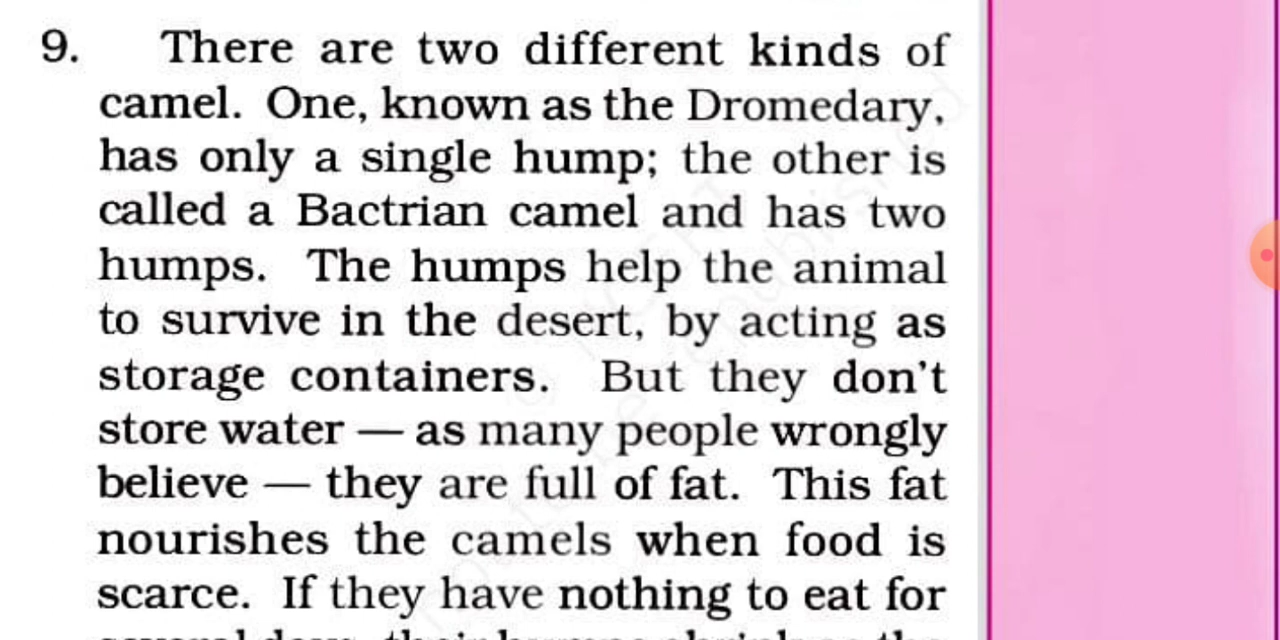 9. There are two different kinds of
camel. One, known as the Dromedary,
has only a single hump; the other is
called a Bactrian camel and has two
humps. The humps help the animal
to survive in the desert, by acting as
storage containers. But they don't
store water — as many people wrongly
believe — they are full of fat. This fat
nourishes the camels when food is
scarce. If they have nothing to eat for